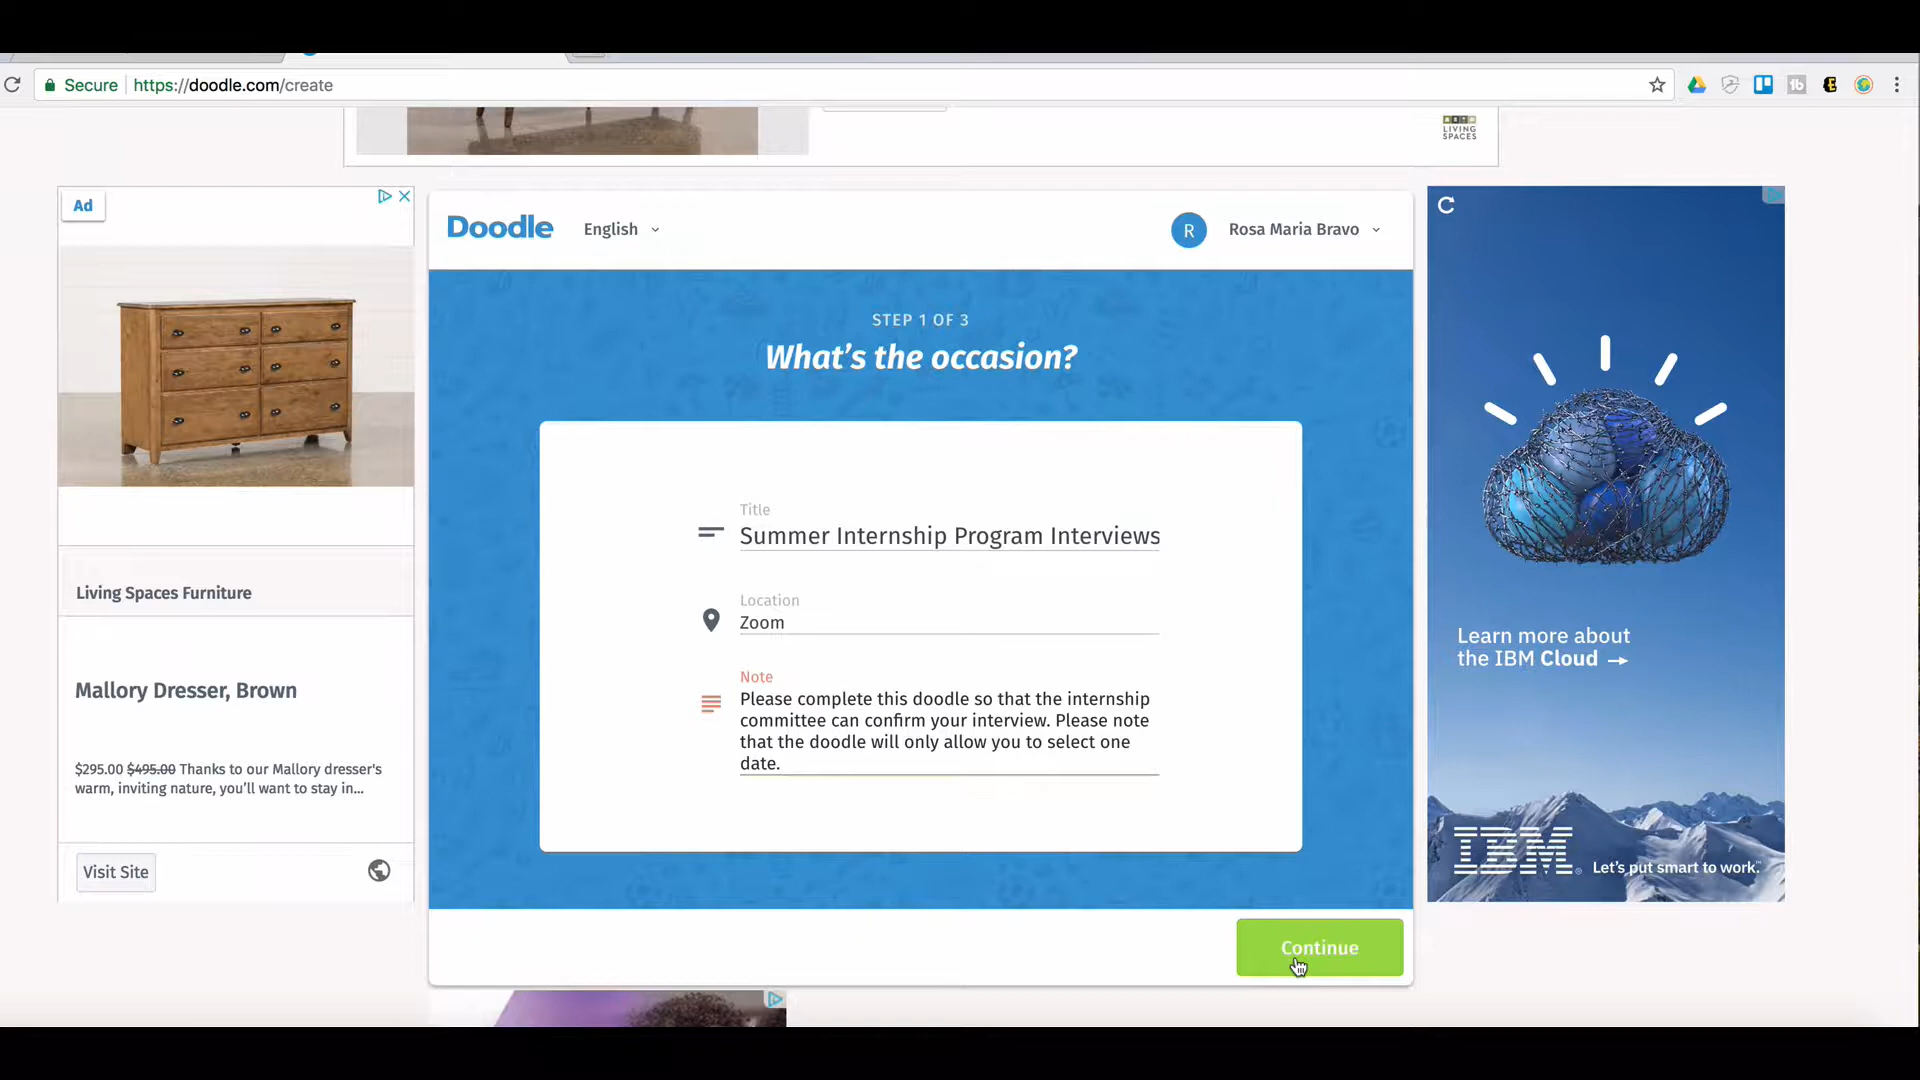 Secure https://doodle.com/create
LIVING
SPACES
Ad
Doodle English
R Rosa Maria Bravo
STEP 1 OF 3
What's the occasion?
Title
Summer Internship Program Interviews
Location
Zoom
Note
Please complete this doodle so that the internship
committee can confirm your interview. Please note
that the doodle will only allow you to select one
date.
Continue
Living Spaces Furniture
Mallory Dresser, Brown
$295.00 $495.00 Thanks to our Mallory dresser's
warm, inviting nature, you'll want to stay in...
Visit Site
Learn more about
the IBM Cloud →
IBM® Let's put smart to work.™